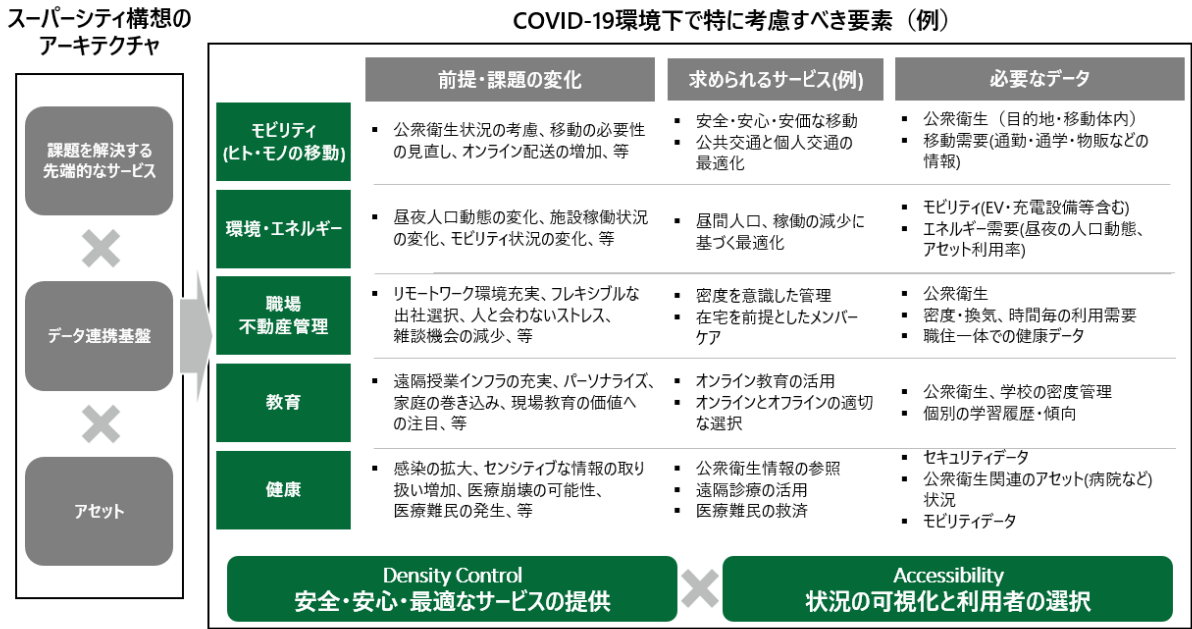 スーパーシティ構想の
アーキテクチャ
課題を解決する
先端的なサービス
データ連携基盤
アセット
COVID-19環境下で特に考慮すべき要素（例）
前提・課題の変化
求められるサービス(例)
必要なデータ
モビリティ
(ヒト・モノの移動)
▪ 公衆衛生状況の考慮、移動の必要性
の見直し、オンライン配送の増加、等
▪ 安全・安心・安価な移動
▪ 公共交通と個人交通の
最適化
▪ 公衆衛生（目的地・移動体内）
▪ 移動需要(通勤・通学・物販などの
情報)
環境・エネルギー
▪ 昼夜人口動態の変化、施設稼働状況
の変化、モビリティ状況の変化、等
▪ 昼間人口、稼働の減少に
基づく最適化
▪ モビリティ(EV・充電設備等含む)
▪ エネルギー需要(昼夜の人口動態、
アセット利用率)
職場
不動産管理
▪ リモートワーク環境充実、フレキシブルな
出社選択、人と会わないストレス、
雑談機会の減少、等
▪ 密度を意識した管理
▪ 在宅を前提としたメンバー
ケア
▪ 公衆衛生
▪ 密度・換気、時間毎の利用需要
▪ 職住一体での健康データ
教育
▪ 遠隔授業インフラの充実、パーソナライズ、
家庭の巻き込み、現場教育の価値へ
の注目、等
▪ オンライン教育の活用
▪ オンラインとオフラインの適切
な選択
▪ 公衆衛生、学校の密度管理
▪ 個別の学習履歴・傾向
健康
▪ 感染の拡大、センシティブな情報の取り
扱い増加、医療崩壊の可能性、
医療難民の発生、等
▪ 公衆衛生情報の参照
▪ 遠隔診療の活用
▪ 医療難民の救済
▪ セキュリティデータ
▪ 公衆衛生関連のアセット(病院など)
状況
▪ モビリティデータ
Density Control
安全・安心・最適なサービスの提供
Accessibility
状況の可視化と利用者の選択